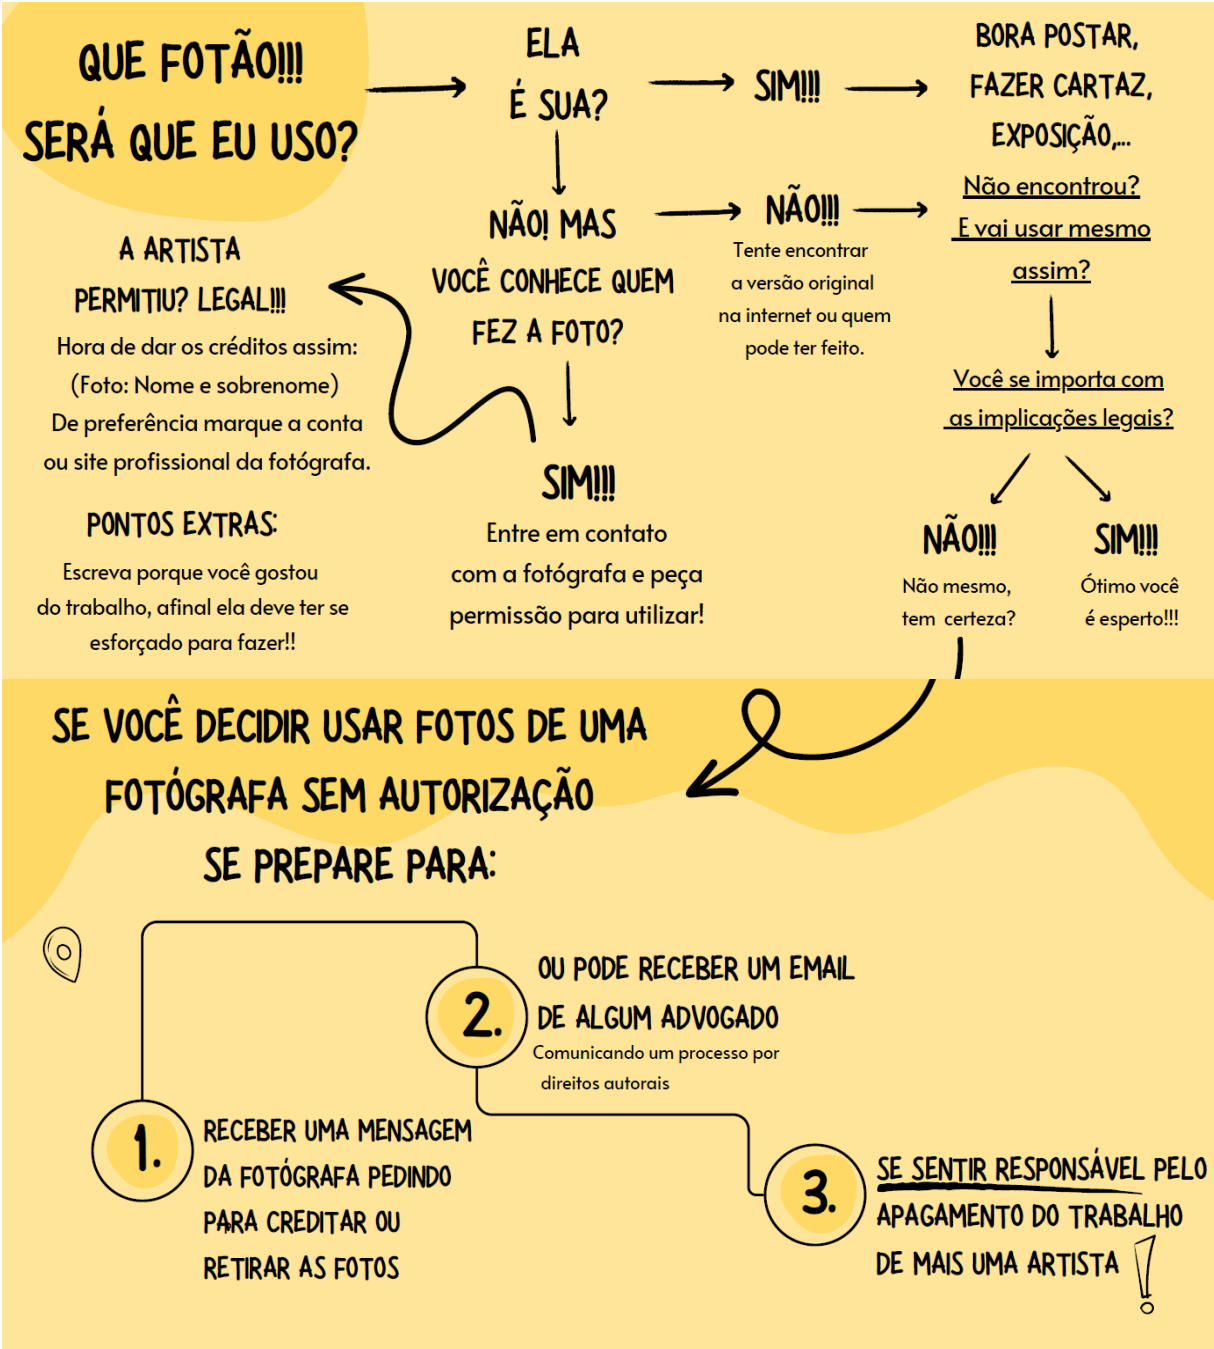 QUE FOTÃO!!!
SERÁ QUE EU USO?
ELA
É SUA?
SIM!!!
BORA POSTAR,
FAZER CARTAZ,
EXPOSIÇÃO,...
NÃO! MAS
VOCÊ CONHECE QUEM
FEZ A FOTO?
NÃO!!!
Tente encontrar
a versão original
na internet ou quem
pode ter feito.
Não encontrou?
E vai usar mesmo
assim?
Você se importa com
as implicações legais?
NÃO!!!
Não mesmo,
tem certeza?
SIM!!!
Ótimo você
é esperto!!!
SIM!!!
Entre em contato
com a fotógrafa e peça
permissão para utilizar!
A ARTISTA
PERMITIU? LEGAL!!!
Hora de dar os créditos assim:
(Foto: Nome e sobrenome)
De preferência marque a conta
ou site profissional da fotógrafa.
PONTOS EXTRAS:
Escreva porque você gostou
do trabalho, afinal ela deve ter se
esforçado para fazer!!
SE VOCÊ DECIDIR USAR FOTOS DE UMA
FOTÓGRAFA SEM AUTORIZAÇÃO
SE PREPARE PARA:
1.
RECEBER UMA MENSAGEM
DA FOTÓGRAFA PEDINDO
PARA CREDITAR OU
RETIRAR AS FOTOS
2.
OU PODE RECEBER UM EMAIL
DE ALGUM ADVOGADO
Comunicando um processo por
direitos autorais
3.
SE SENTIR RESPONSÁVEL PELO
APAGAMENTO DO TRABALHO
DE MAIS UMA ARTISTA !